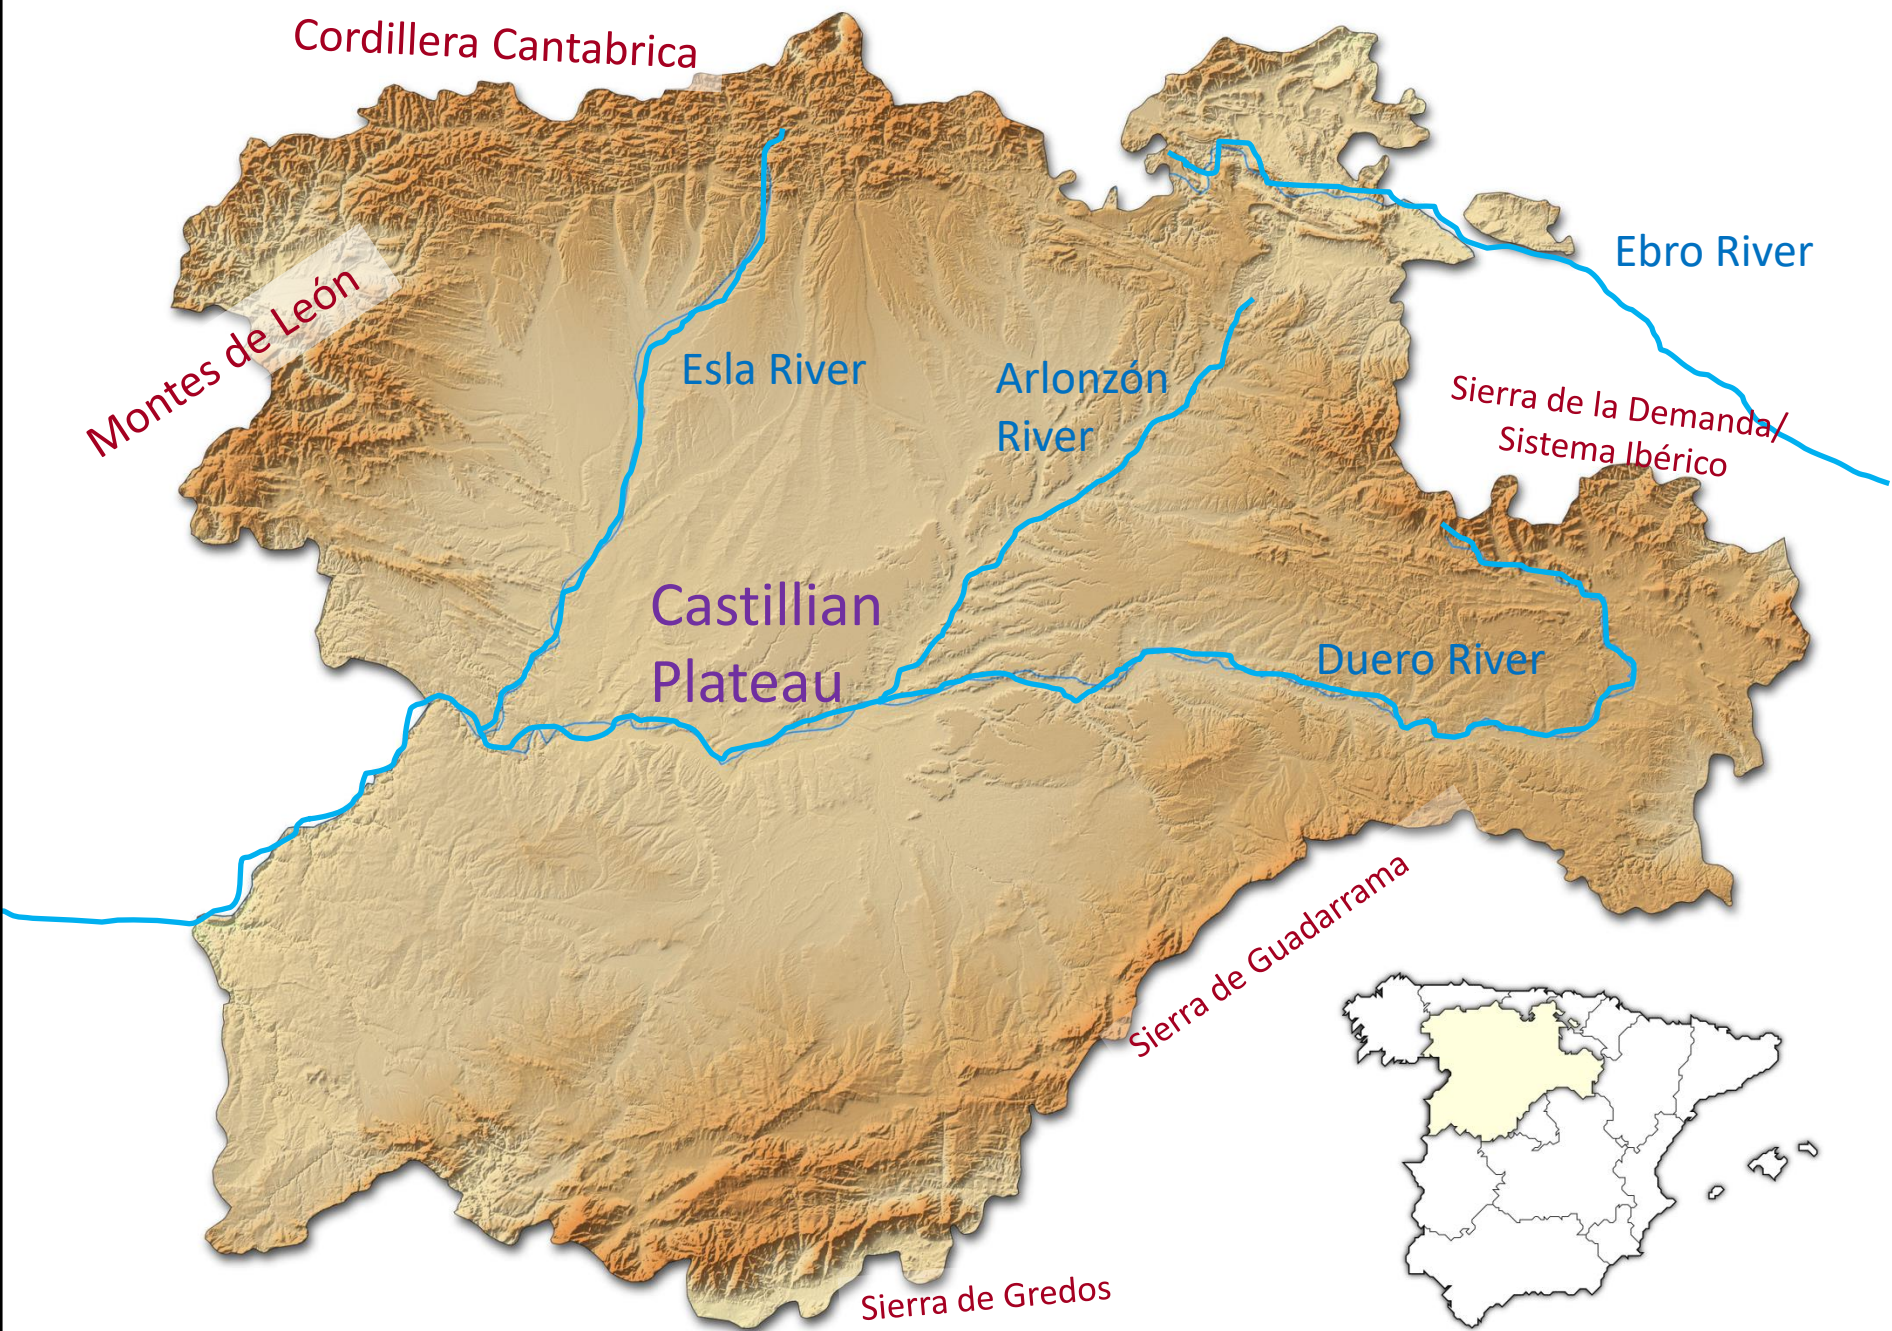 Cordillera Cantabrica
Ebro River
Montes de León
Esla River
Arlonzón
River
Sierra de la Demanda/
Sistema Ibérico
Castillian
Plateau
Duero River
Sierra de Guadarrama
Sierra de Gredos